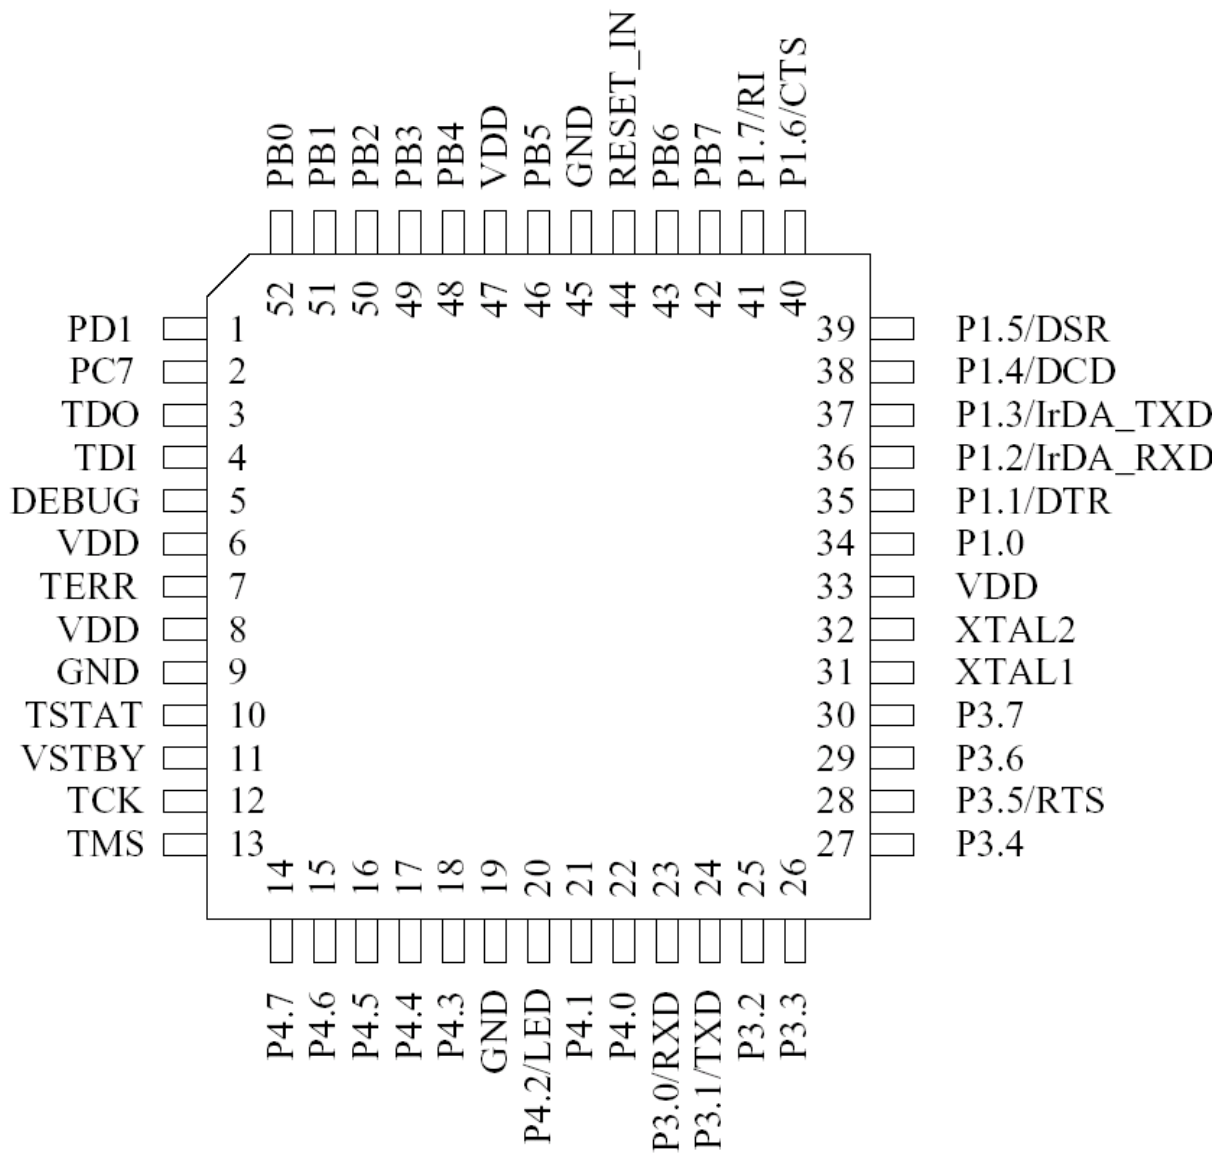 PB0 PB1 PB2 PB3 PB4 VDD PB5 GND RESET_IN PB6 PB7 P1.7/RI P1.6/CTS
52 51 50 49 48 47 46 45 44 43 42 41 40
PD1 1 39 P1.5/DSR
PC7 2 38 P1.4/DCD
TDO 3 37 P1.3/IrDA_TXD
TDI 4 36 P1.2/IrDA_RXD
DEBUG 5 35 P1.1/DTR
VDD 6 34 P1.0
TERR 7 33 VDD
VDD 8 32 XTAL2
GND 9 31 XTAL1
TSTAT 10 30 P3.7
VSTBY 11 29 P3.6
TCK 12 28 P3.5/RTS
TMS 13 27 P3.4
14 15 16 17 18 19 20 21 22 23 24 25 26
P4.7 P4.6 P4.5 P4.4 P4.3 GND P4.2/LED P4.1 P4.0 P3.0/RXD P3.1/TXD P3.2 P3.3